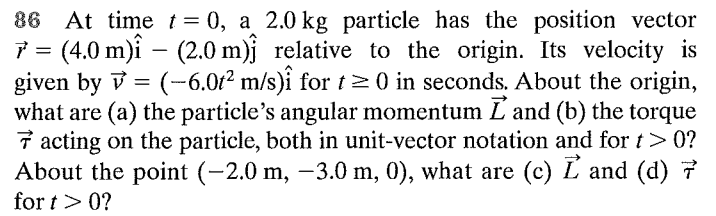 86 At time t = 0, a 2.0 kg particle has the position vector
r⃗ = (4.0 m)î − (2.0 m)ĵ relative to the origin. Its velocity is
given by v⃗ = (−6.0t² m/s)î for t ≥ 0 in seconds. About the origin,
what are (a) the particle's angular momentum L⃗ and (b) the torque
τ⃗ acting on the particle, both in unit-vector notation and for t > 0?
About the point (−2.0 m, −3.0 m, 0), what are (c) L⃗ and (d) τ⃗
for t > 0?